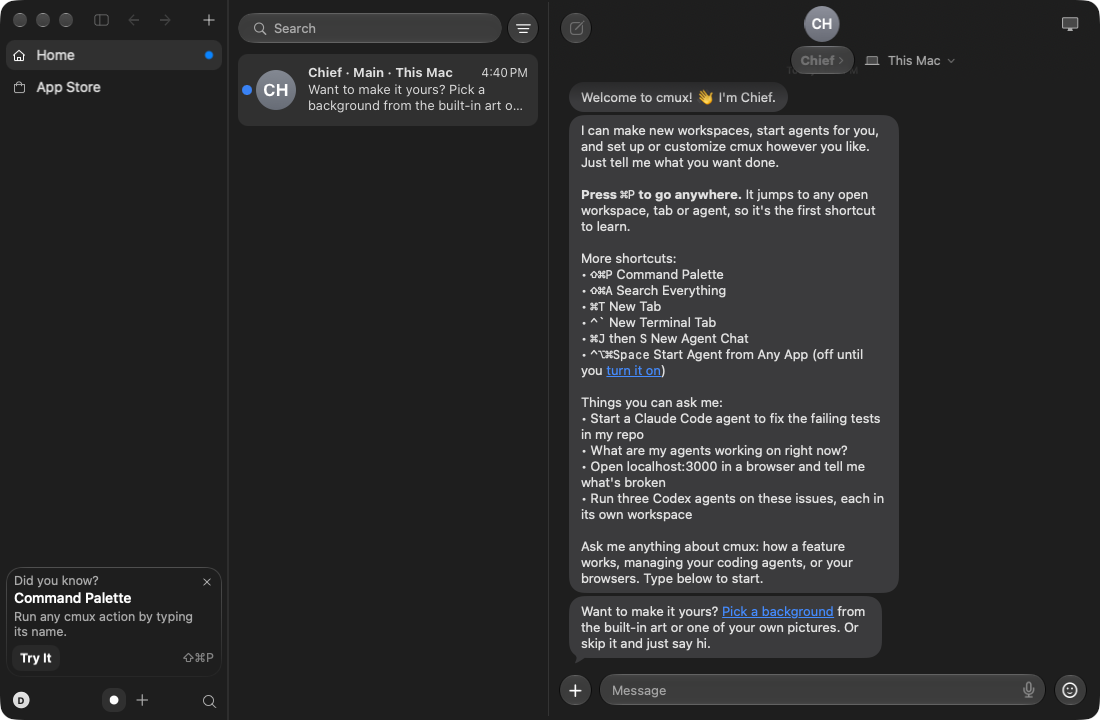 Home
App Store
Did you know?
Command Palette
Run any cmux action by typing
its name.
Try It
⇧⌘P
D
Search
CH
Chief · Main · This Mac
4:40 PM
Want to make it yours? Pick a
background from the built-in art o...
CH
Chief ›
This Mac
Welcome to cmux! 👋 I'm Chief.
I can make new workspaces, start agents for you,
and set up or customize cmux however you like.
Just tell me what you want done.
Press ⌘P to go anywhere. It jumps to any open
workspace, tab or agent, so it's the first shortcut
to learn.
More shortcuts:
• ⇧⌘P Command Palette
• ⇧⌘A Search Everything
• ⌘T New Tab
• ^` New Terminal Tab
• ⌘J then S New Agent Chat
• ^⌥⌘Space Start Agent from Any App (off until
you turn it on)
Things you can ask me:
• Start a Claude Code agent to fix the failing tests
in my repo
• What are my agents working on right now?
• Open localhost:3000 in a browser and tell me
what's broken
• Run three Codex agents on these issues, each in
its own workspace
Ask me anything about cmux: how a feature
works, managing your coding agents, or your
browsers. Type below to start.
Want to make it yours? Pick a background from
the built-in art or one of your own pictures. Or
skip it and just say hi.
Message